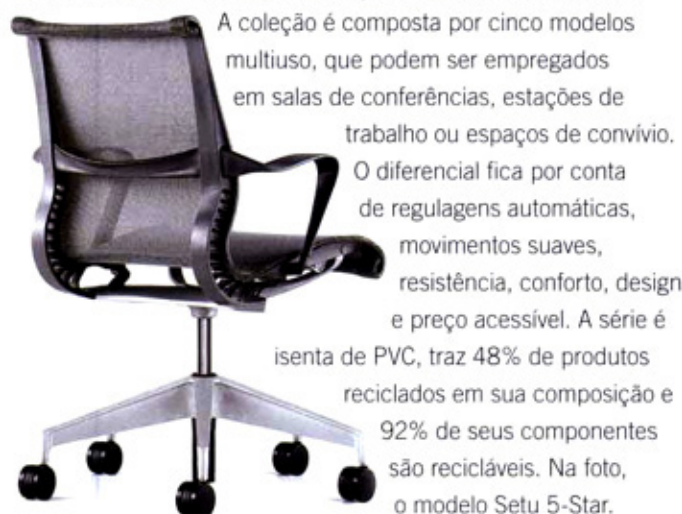 A coleção é composta por cinco modelos
multiuso, que podem ser empregados
em salas de conferências, estações de
trabalho ou espaços de convívio.
O diferencial fica por conta
de regulagens automáticas,
movimentos suaves,
resistência, conforto, design
e preço acessível. A série é
isenta de PVC, traz 48% de produtos
reciclados em sua composição e
92% de seus componentes
são recicláveis. Na foto,
o modelo Setu 5-Star.